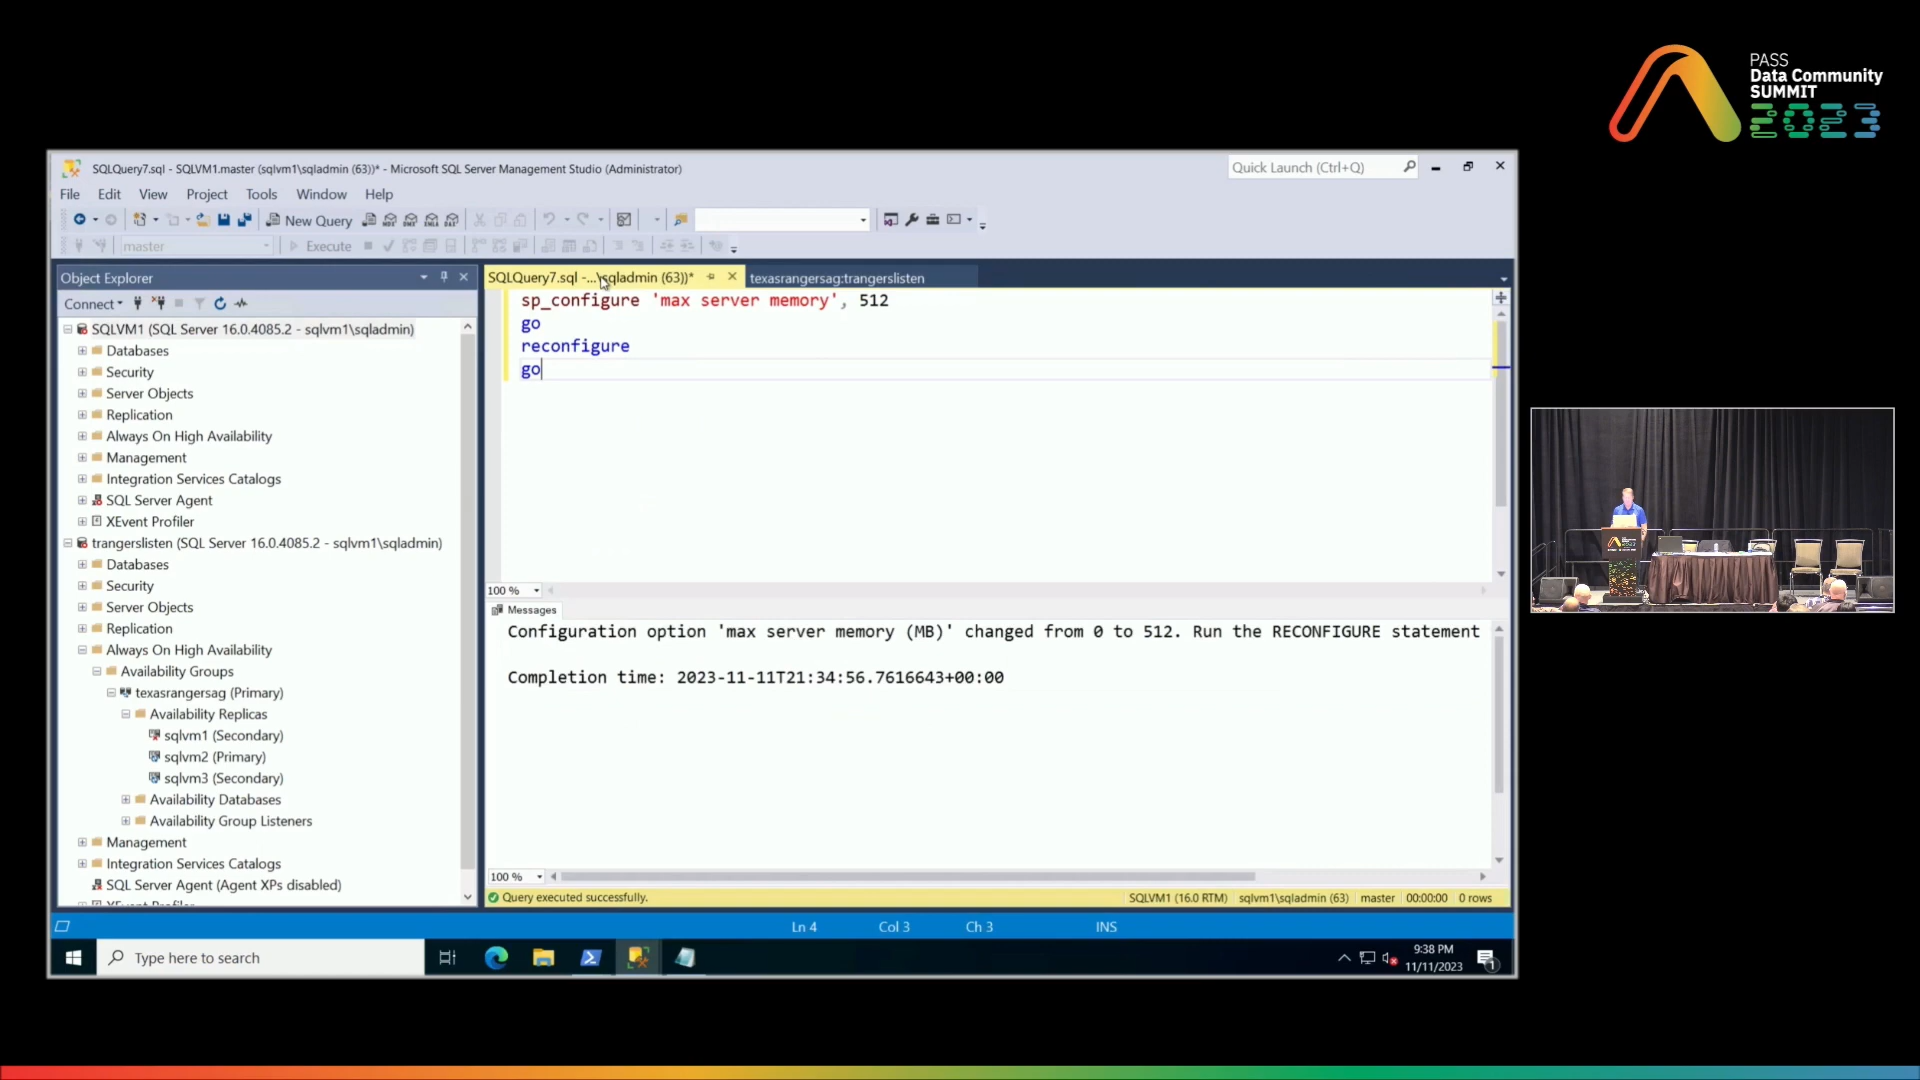 PASS
Data Community
SUMMIT
2023
SQLQuery7.sql - SQLVM1.master (sqlvm1\sqladmin (63))* - Microsoft SQL Server Management Studio (Administrator)
Quick Launch (Ctrl+Q)
File Edit View Project Tools Window Help
New Query
master
Execute
Object Explorer
SQLQuery7.sql -...\sqladmin (63))*
texasrangersag:trangerslisten
Connect
SQLVM1 (SQL Server 16.0.4085.2 - sqlvm1\sqladmin)
Databases
Security
Server Objects
Replication
Always On High Availability
Management
Integration Services Catalogs
SQL Server Agent
XEvent Profiler
trangerslisten (SQL Server 16.0.4085.2 - sqlvm1\sqladmin)
Databases
Security
Server Objects
Replication
Always On High Availability
Availability Groups
texasrangersag (Primary)
Availability Replicas
sqlvm1 (Secondary)
sqlvm2 (Primary)
sqlvm3 (Secondary)
Availability Databases
Availability Group Listeners
Management
Integration Services Catalogs
SQL Server Agent (Agent XPs disabled)
XEvent Profiler
sp_configure 'max server memory', 512
go
reconfigure
go
100 %
Messages
Configuration option 'max server memory (MB)' changed from 0 to 512. Run the RECONFIGURE statement
Completion time: 2023-11-11T21:34:56.7616643+00:00
100 %
Query executed successfully.
SQLVM1 (16.0 RTM) sqlvm1\sqladmin (63) master 00:00:00 0 rows
Ln 4 Col 3 Ch 3 INS
Type here to search
9:38 PM
11/11/2023
1